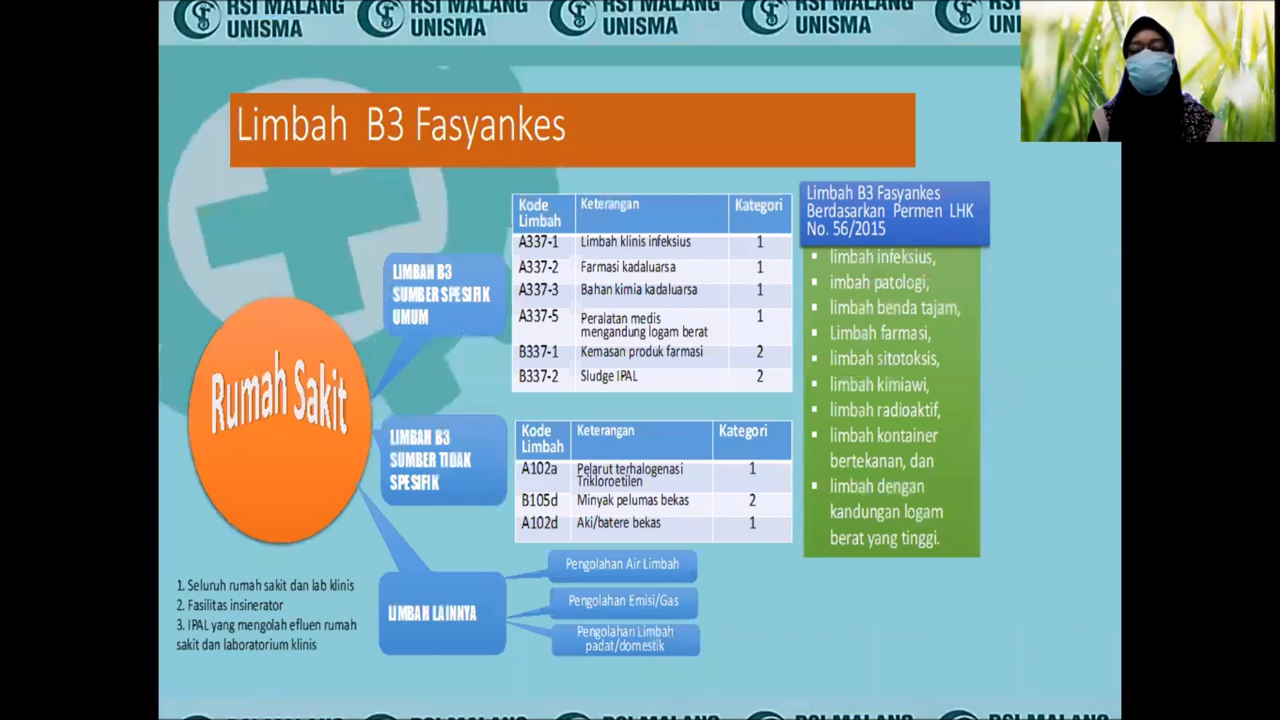 RSI MALANG UNISMA RSI MALANG UNISMA RSI MALANG UNISMA RSI MALANG UNISMA
Limbah B3 Fasyankes
Rumah Sakit
LIMBAH B3
SUMBER SPESIFIK
UMUM
Kode Limbah Keterangan Kategori
A337-1 Limbah klinis infeksius 1
A337-2 Farmasi kadaluarsa 1
A337-3 Bahan kimia kadaluarsa 1
A337-5 Peralatan medis mengandung logam berat 1
B337-1 Kemasan produk farmasi 2
B337-2 Sludge IPAL 2
LIMBAH B3
SUMBER TIDAK
SPESIFIK
Kode Limbah Keterangan Kategori
A102a Pelarut terhalogenasi Trikloroetilen 1
B105d Minyak pelumas bekas 2
A102d Aki/batere bekas 1
LIMBAH LAINNYA
Pengolahan Air Limbah
Pengolahan Emisi/Gas
Pengolahan Limbah
padat/domestik
1. Seluruh rumah sakit dan lab klinis
2. Fasilitas insinerator
3. IPAL yang mengolah efluen rumah
sakit dan laboratorium klinis
Limbah B3 Fasyankes
Berdasarkan Permen LHK
No. 56/2015
▪ limbah infeksius,
▪ imbah patologi,
▪ limbah benda tajam,
▪ Limbah farmasi,
▪ limbah sitotoksis,
▪ limbah kimiawi,
▪ limbah radioaktif,
▪ limbah kontainer
bertekanan, dan
▪ limbah dengan
kandungan logam
berat yang tinggi.